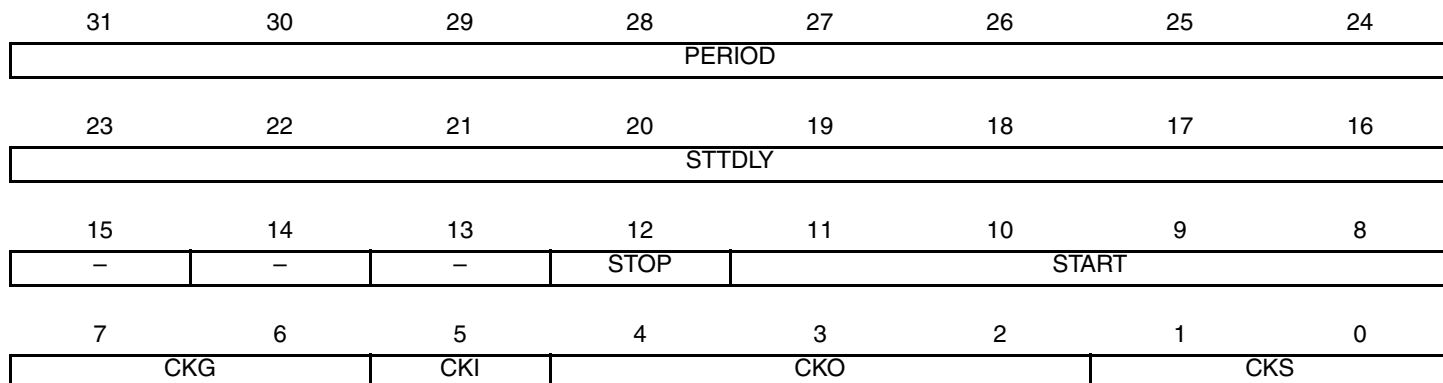 31 30 29 28 27 26 25 24
PERIOD
23 22 21 20 19 18 17 16
STTDLY
15 14 13 12 11 10 9 8
– – – STOP START
7 6 5 4 3 2 1 0
CKG CKI CKO CKS